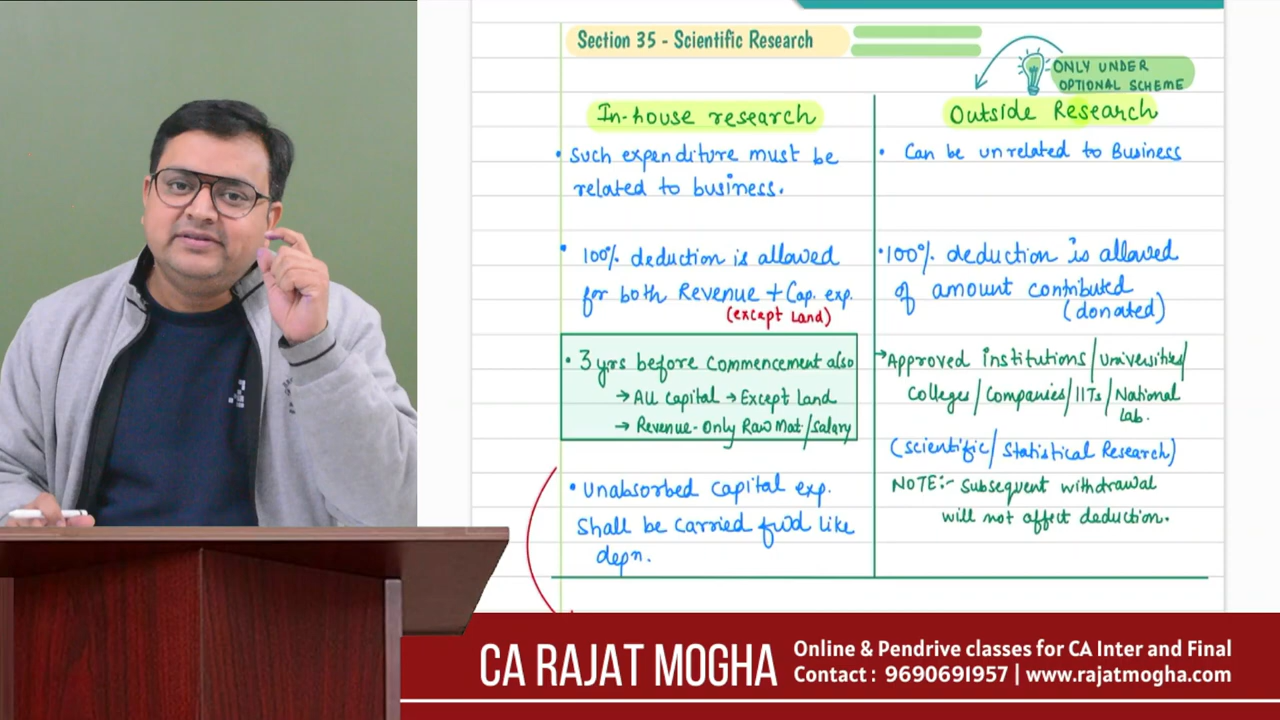 Section 35 - Scientific Research
ONLY UNDER
OPTIONAL SCHEME
In-house research
• Such expenditure must be
related to business.
• 100% deduction is allowed
for both Revenue + Cap. exp.
(except Land)
• 3 yrs before commencement also
→ All Capital → Except Land
→ Revenue - Only Raw Mat/Salary
• Unabsorbed Capital exp.
Shall be Carried fwd like
depn.
Outside Research
• Can be unrelated to Business
• 100% deduction is allowed
of amount contributed
(donated)
→ Approved institutions/Universities/
Colleges/Companies/IITs/National
Lab.
(Scientific/Statistical Research)
NOTE:- Subsequent withdrawal
will not affect deduction.
CA RAJAT MOGHA
Online & Pendrive classes for CA Inter and Final
Contact : 9690691957 | www.rajatmogha.com